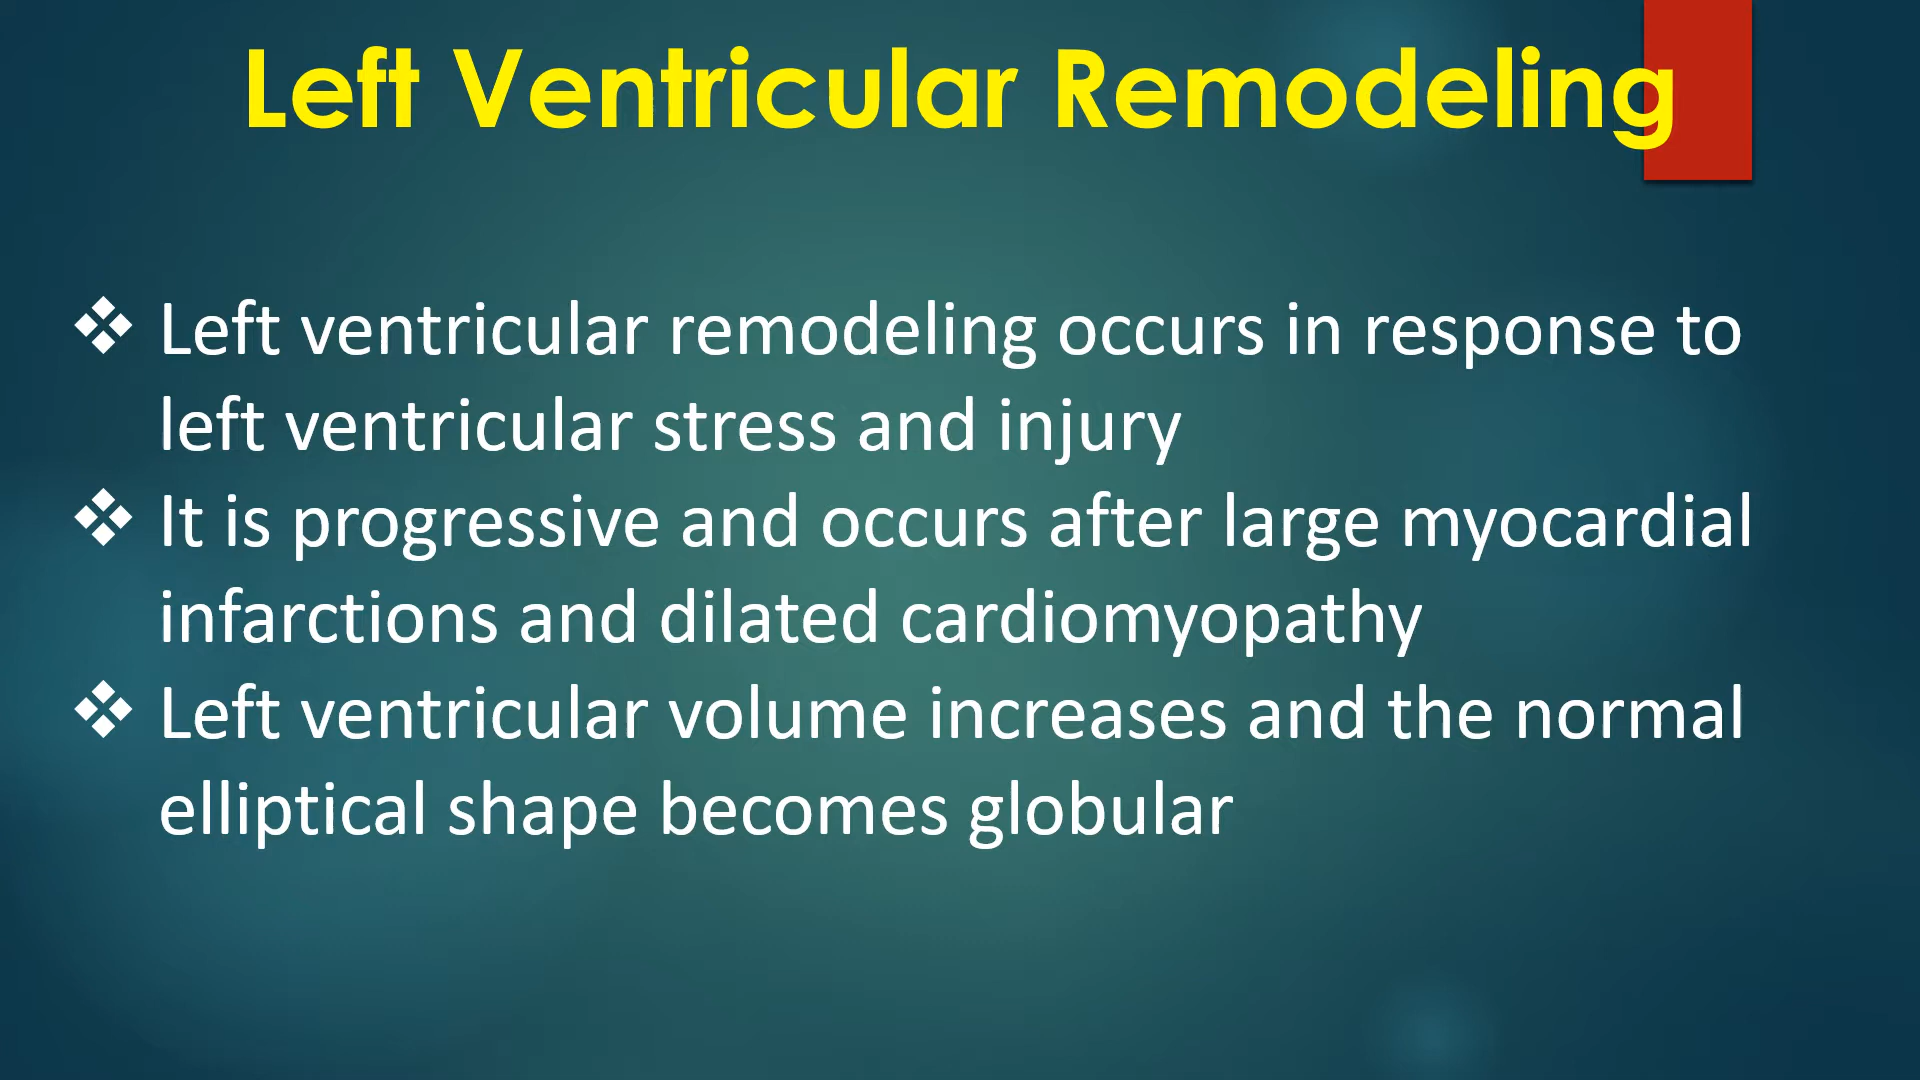 Left Ventricular Remodeling
❖ Left ventricular remodeling occurs in response to
left ventricular stress and injury
❖ It is progressive and occurs after large myocardial
infarctions and dilated cardiomyopathy
❖ Left ventricular volume increases and the normal
elliptical shape becomes globular